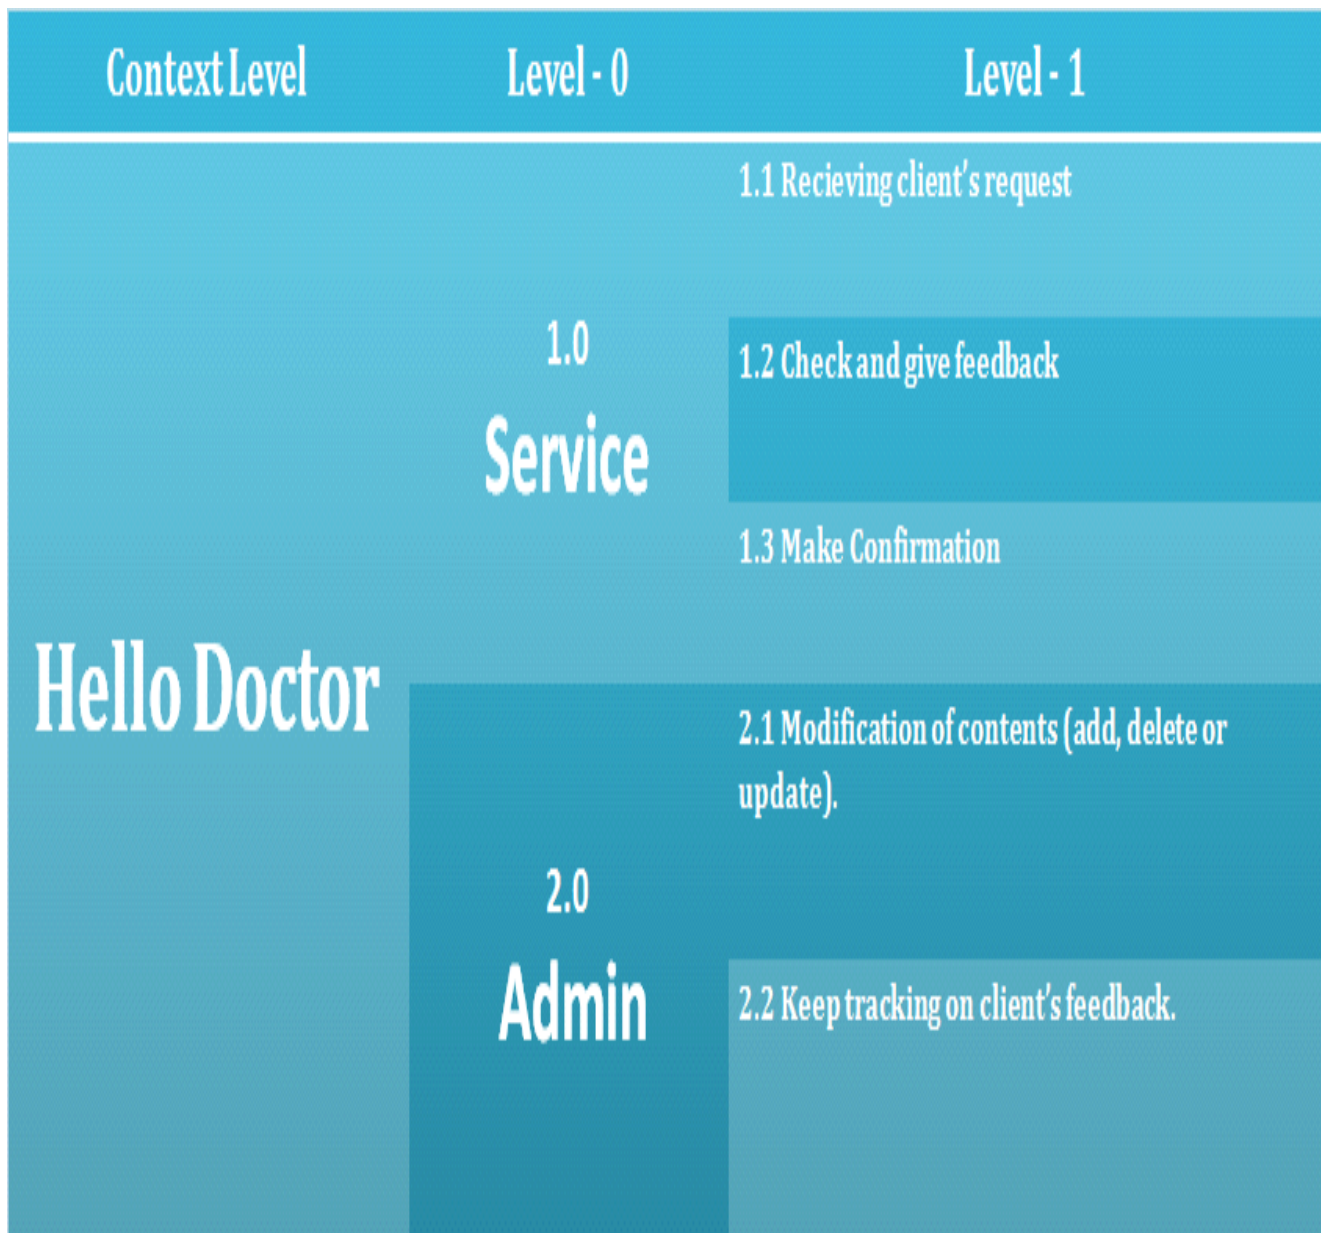 Context Level
Level - 0
Level - 1
Hello Doctor
1.0
Service
1.1 Recieving client’s request
1.2 Check and give feedback
1.3 Make Confirmation
2.0
Admin
2.1 Modification of contents (add, delete or
update).
2.2 Keep tracking on client’s feedback.